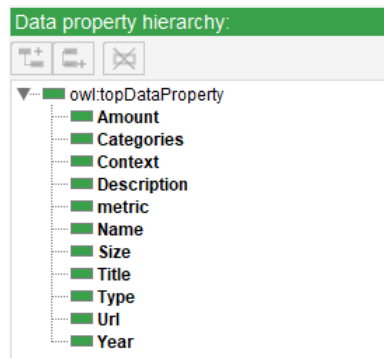 Data property hierarchy:
owl:topDataProperty
Amount
Categories
Context
Description
metric
Name
Size
Title
Type
Url
Year